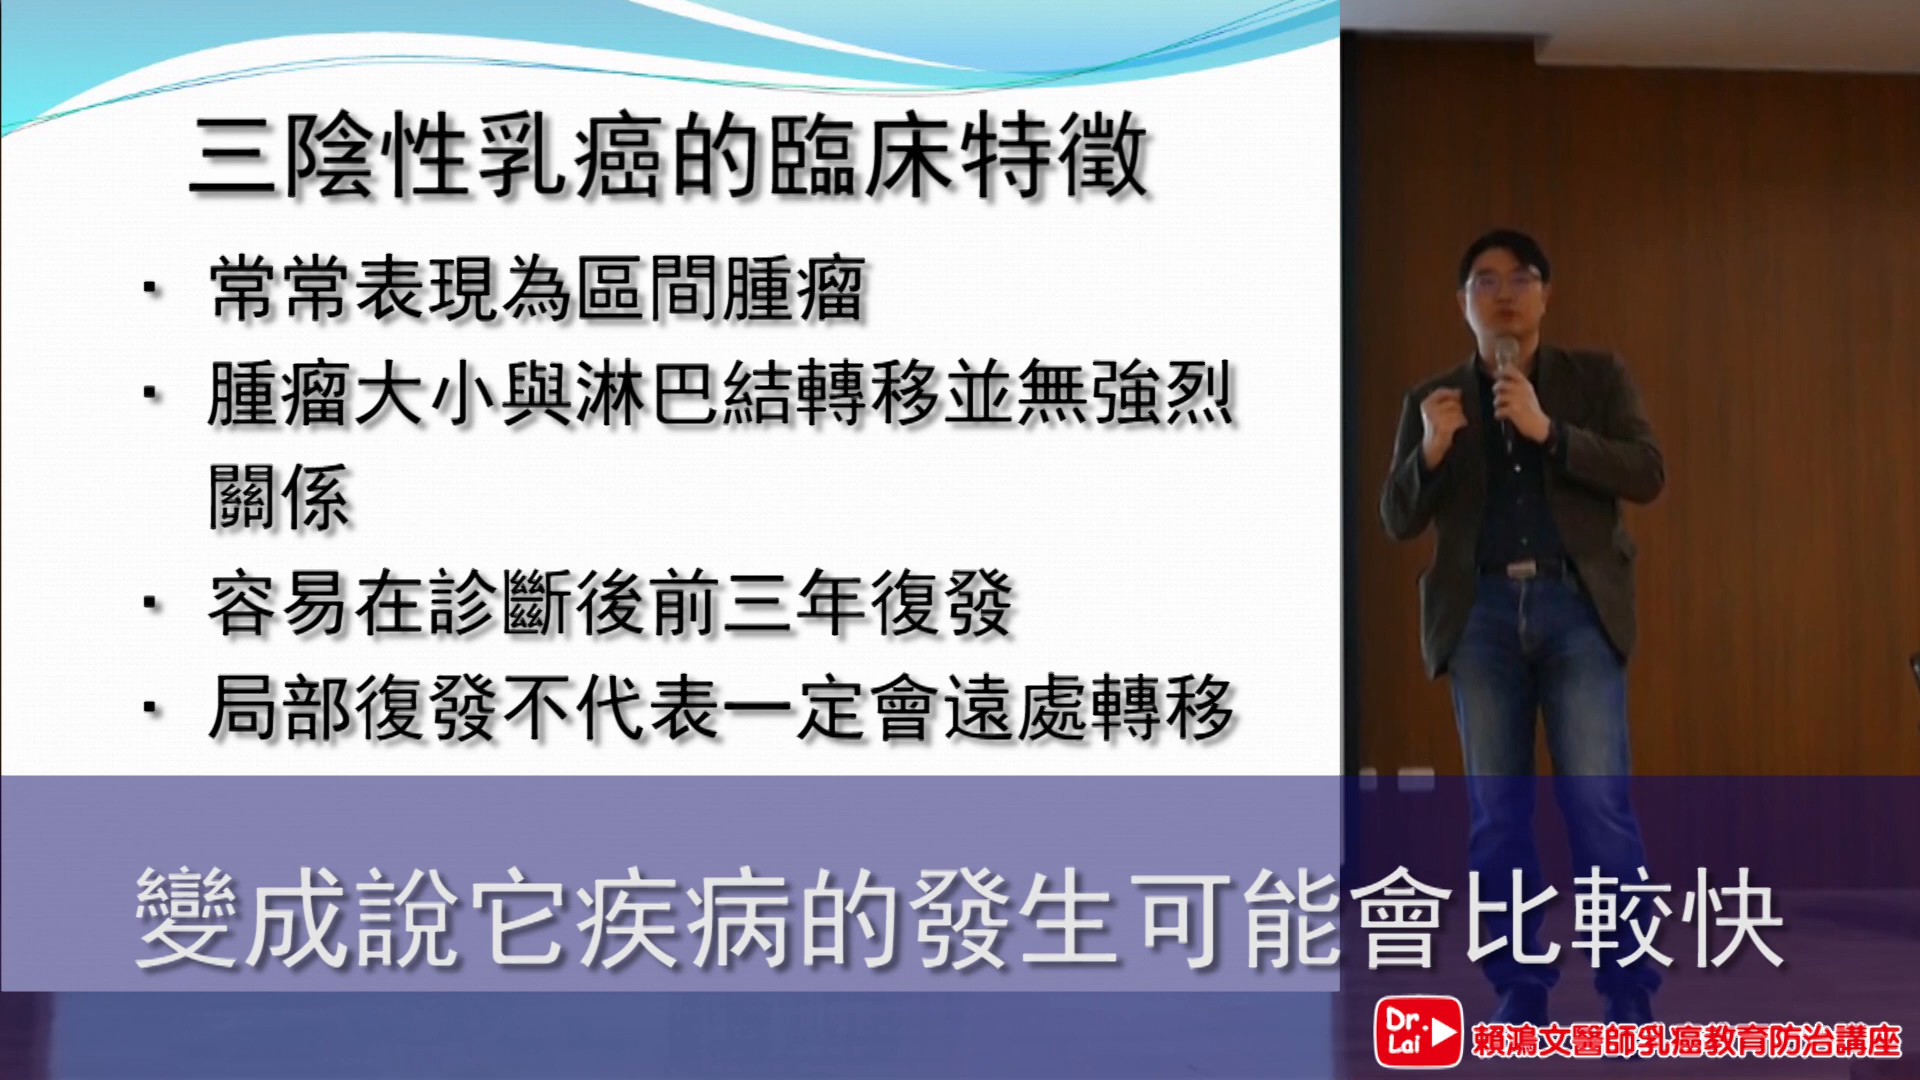 三陰性乳癌的臨床特徵
· 常常表現為區間腫瘤
· 腫瘤大小與淋巴結轉移並無強烈
關係
· 容易在診斷後前三年復發
· 局部復發不代表一定會遠處轉移
變成說它疾病的發生可能會比較快
Dr.
Lai
賴鴻文醫師乳癌教育防治講座